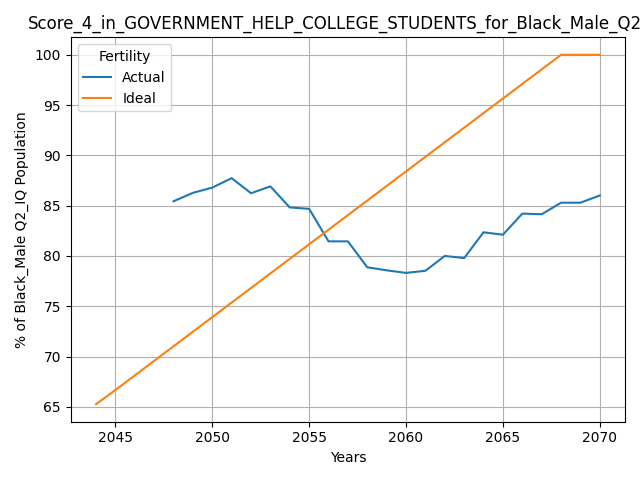 Score_4_in_GOVERNMENT_HELP_COLLEGE_STUDENTS_for_Black_Male_Q2
Fertility
Actual
Ideal
100
95
90
85
80
75
70
65
% of Black_Male Q2_IQ Population
2045 2050 2055 2060 2065 2070
Years